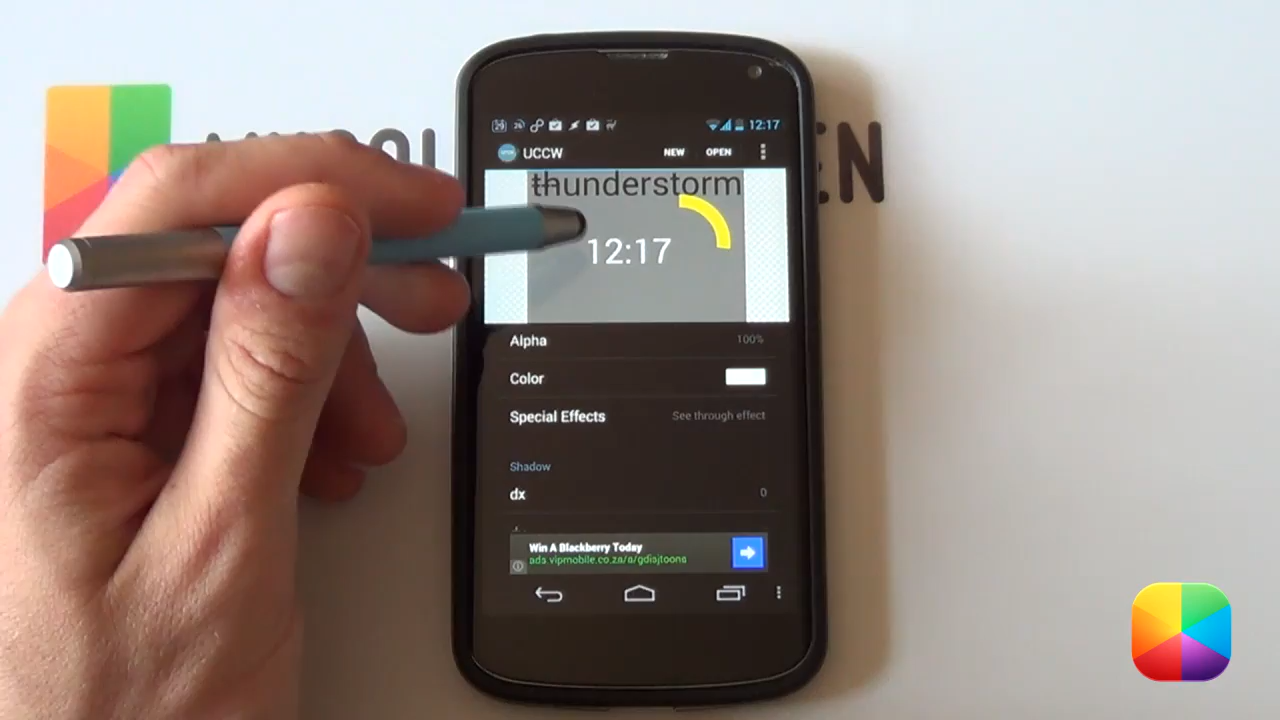 12:17
UCCW
NEW
OPEN
EN
thunderstorm
12:17
Alpha
100%
Color
Special Effects
See through effect
Shadow
dx
0
Win A Blackberry Today
ads.vipmobile.co.za/a/gdisjtoons